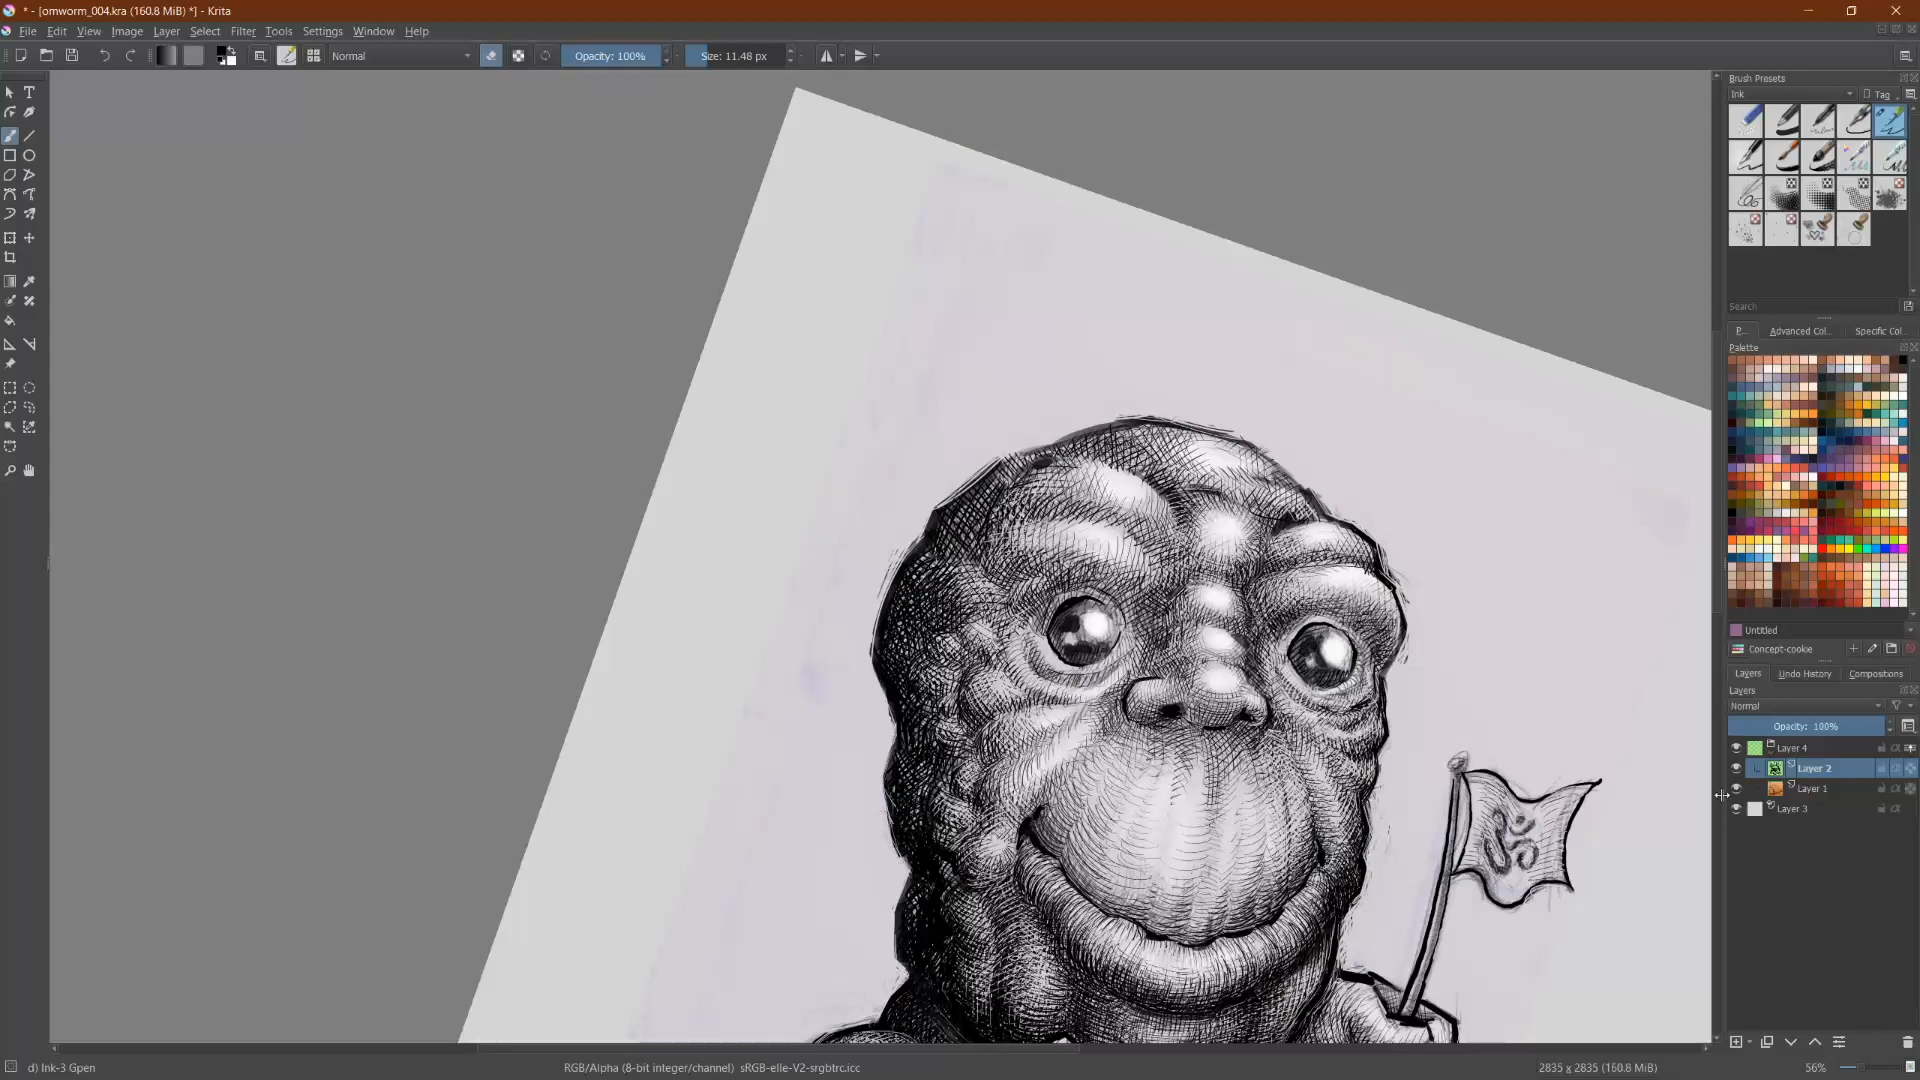 * - [omworm_004.kra (160.8 MiB) *] - Krita
File Edit View Image Layer Select Filter Tools Settings Window Help
Normal Opacity: 100% Size: 11.48 px
Brush Presets
Ink Tag
Search
P... Advanced Col... Specific Col...
Palette
Untitled
Concept-cookie
Layers Undo History Compositions
Layers
Normal
Opacity: 100%
Layer 4
Layer 2
Layer 1
Layer 3
ॐ
d) Ink-3 Gpen RGB/Alpha (8-bit integer/channel) sRGB-elle-V2-srgbtrc.icc 2835 x 2835 (160.8 MiB) 56%